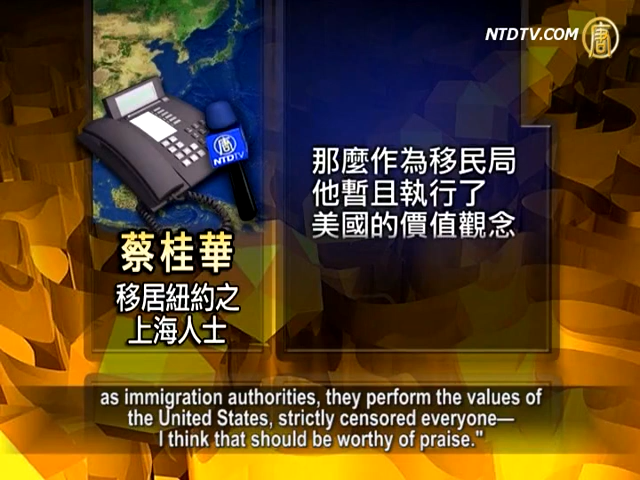 NTDTV.COM
唐
唐
NTDTV
那麼作為移民局
他暫且執行了
美國的價值觀念
蔡桂華
移居紐約之
上海人士
as immigration authorities, they perform the values of
the United States, strictly censored everyone—
I think that should be worthy of praise."